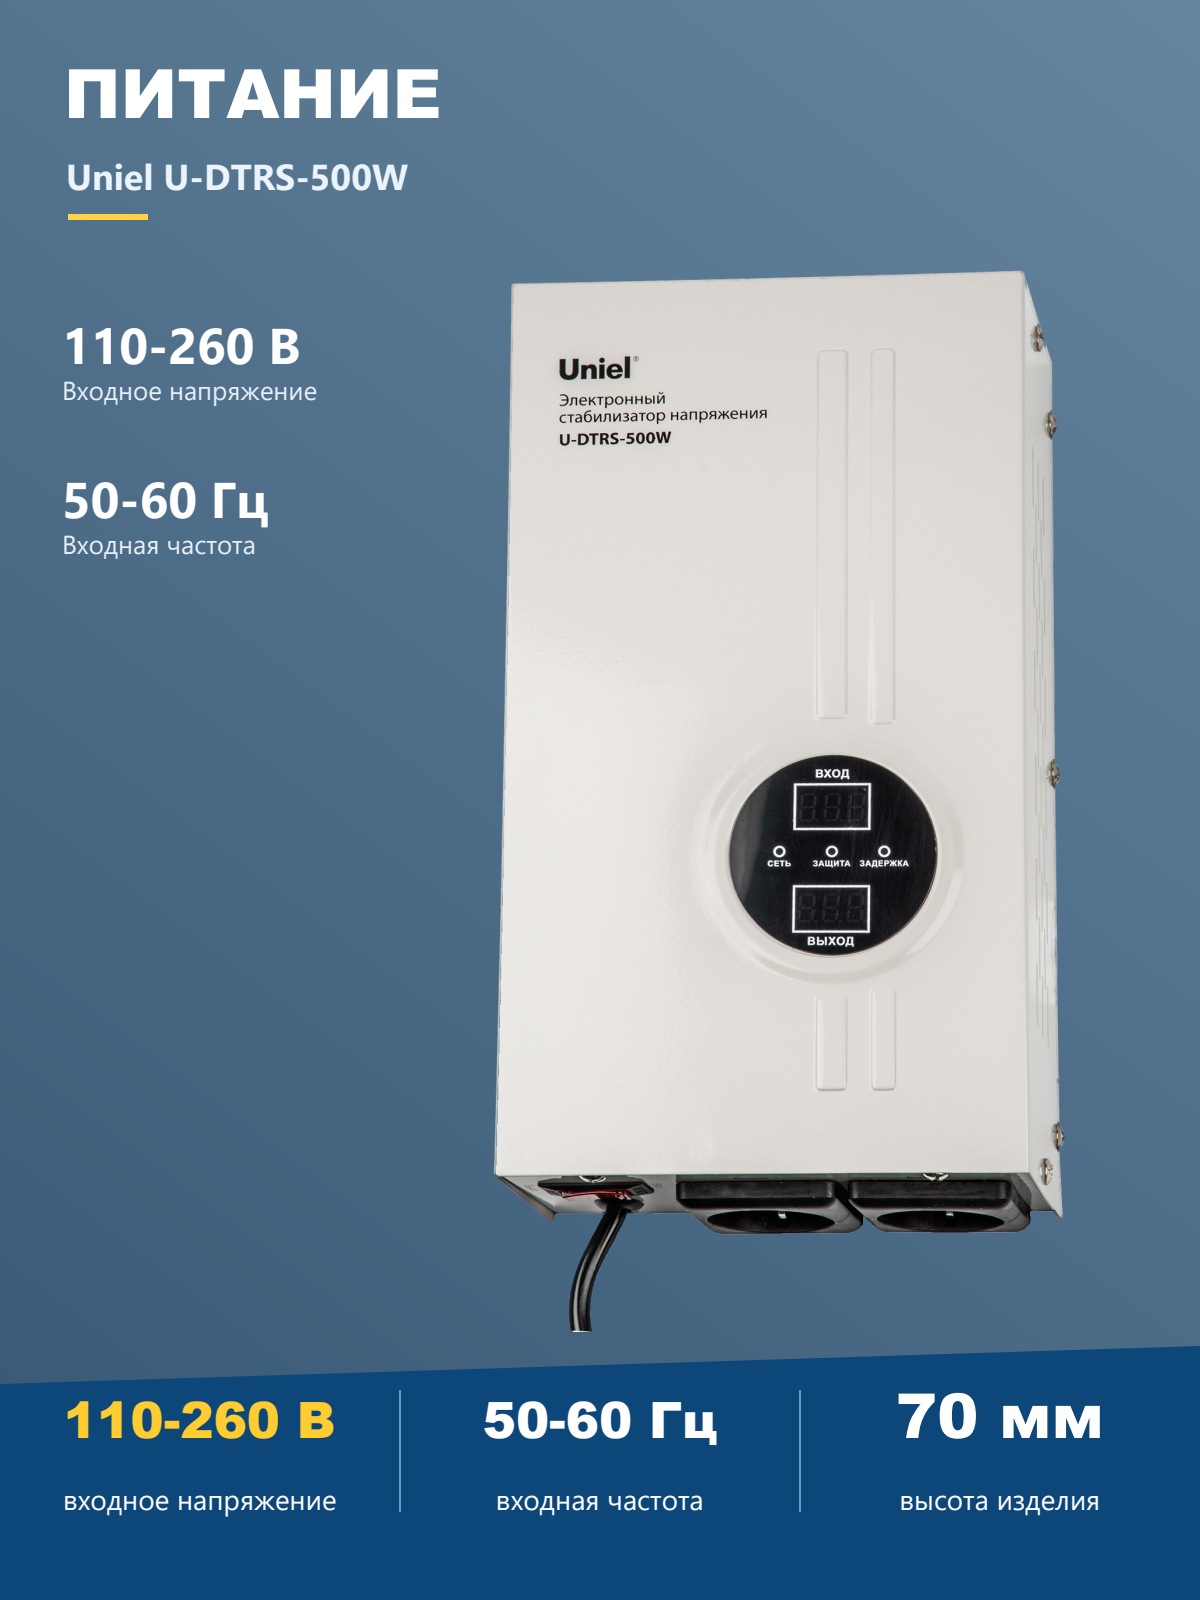 ПИТАНИЕ
Uniel U-DTRS-500W
110-260 В
Входное напряжение
50-60 Гц
Входная частота
Uniel®
Электронный
стабилизатор напряжения
U-DTRS-500W
ВХОД
СЕТЬ ЗАЩИТА ЗАДЕРЖКА
ВЫХОД
110-260 В
входное напряжение
50-60 Гц
входная частота
70 мм
высота изделия